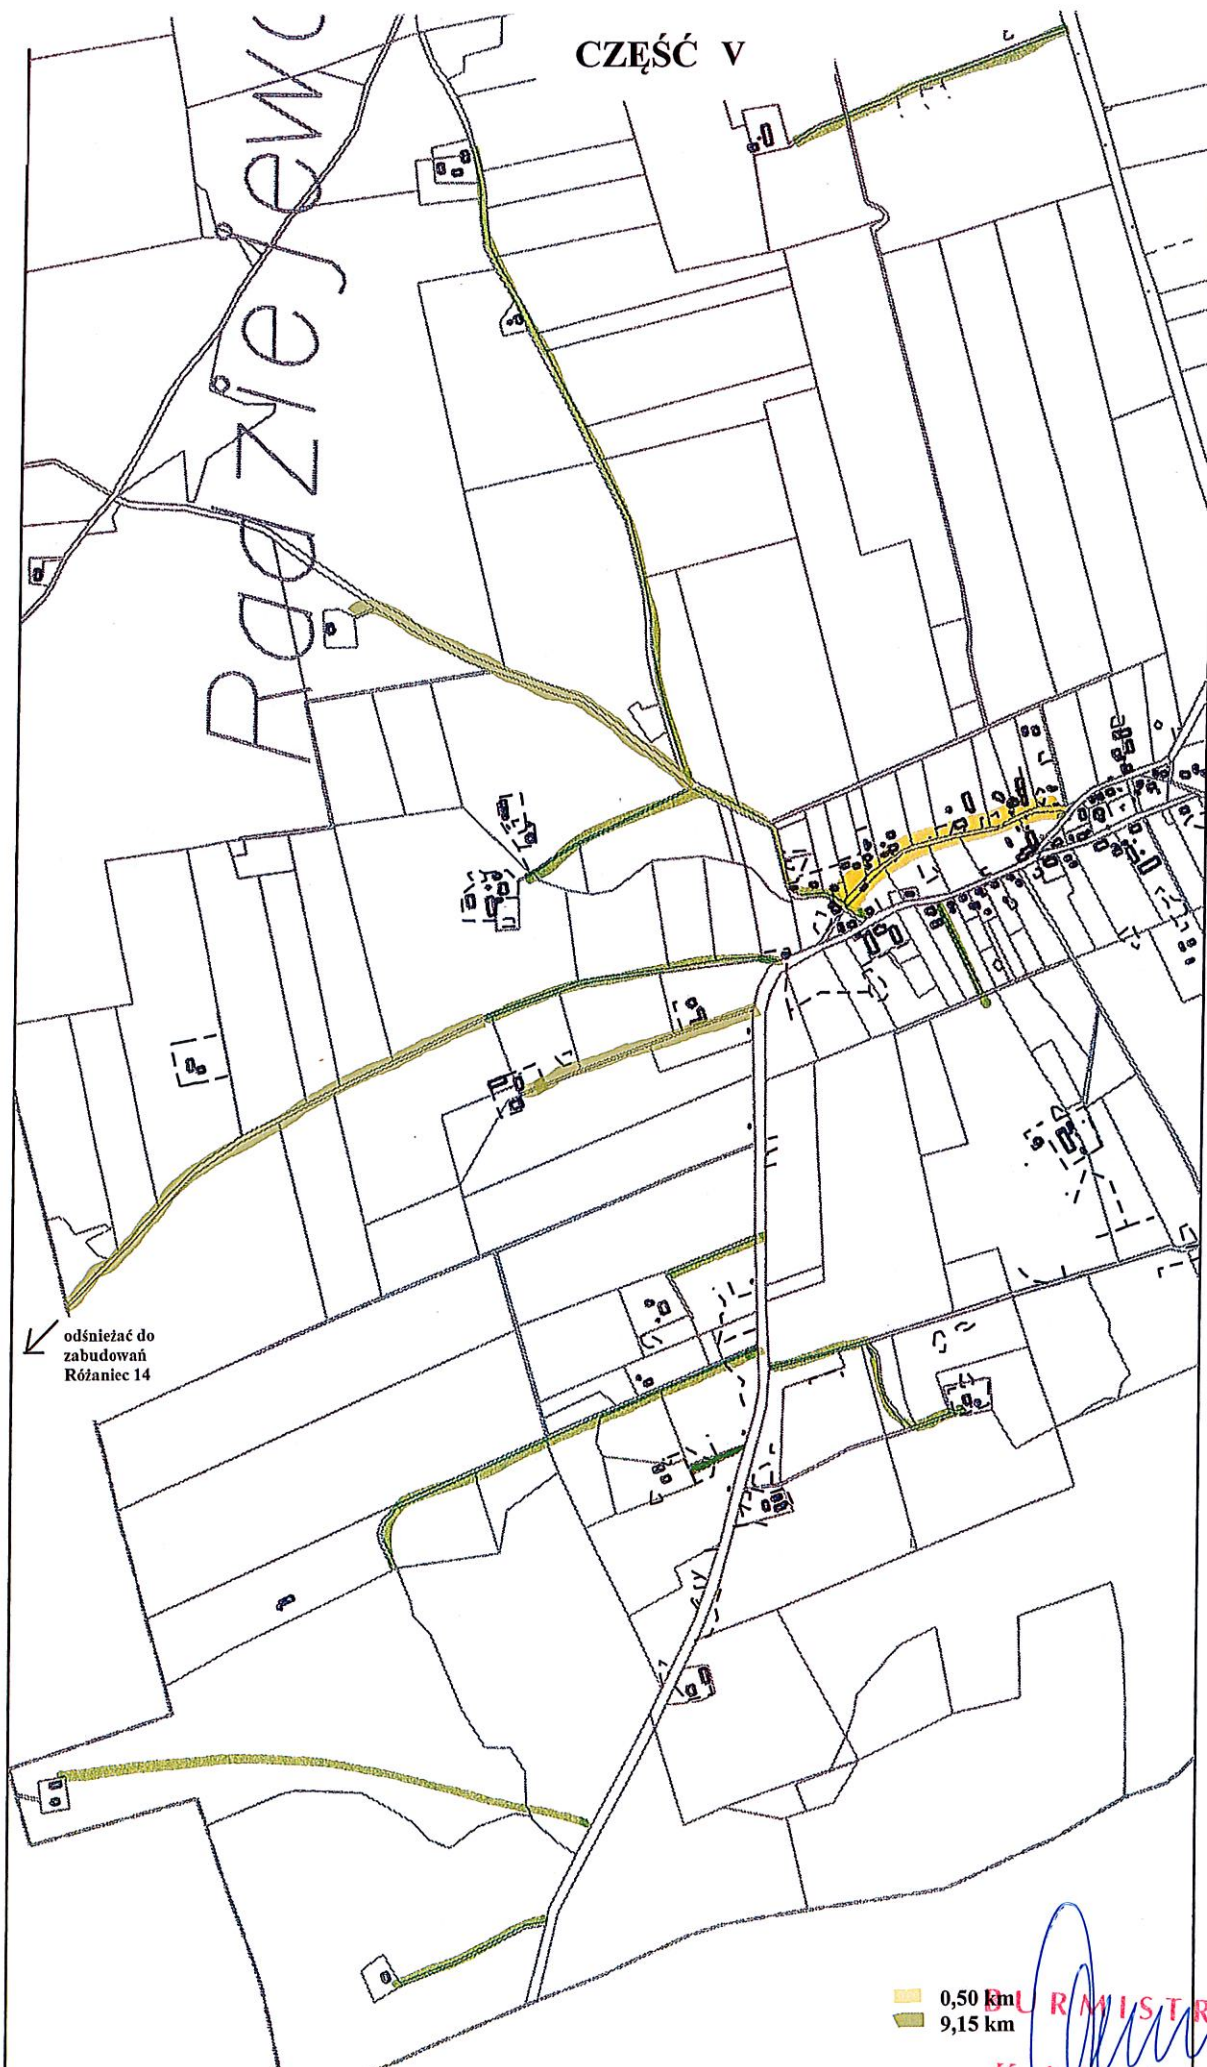 CZĘŚĆ V
Radziejewo
odśnieżać do
zabudowań
Różaniec 14
0,50 km
9,15 km
BURMISTR